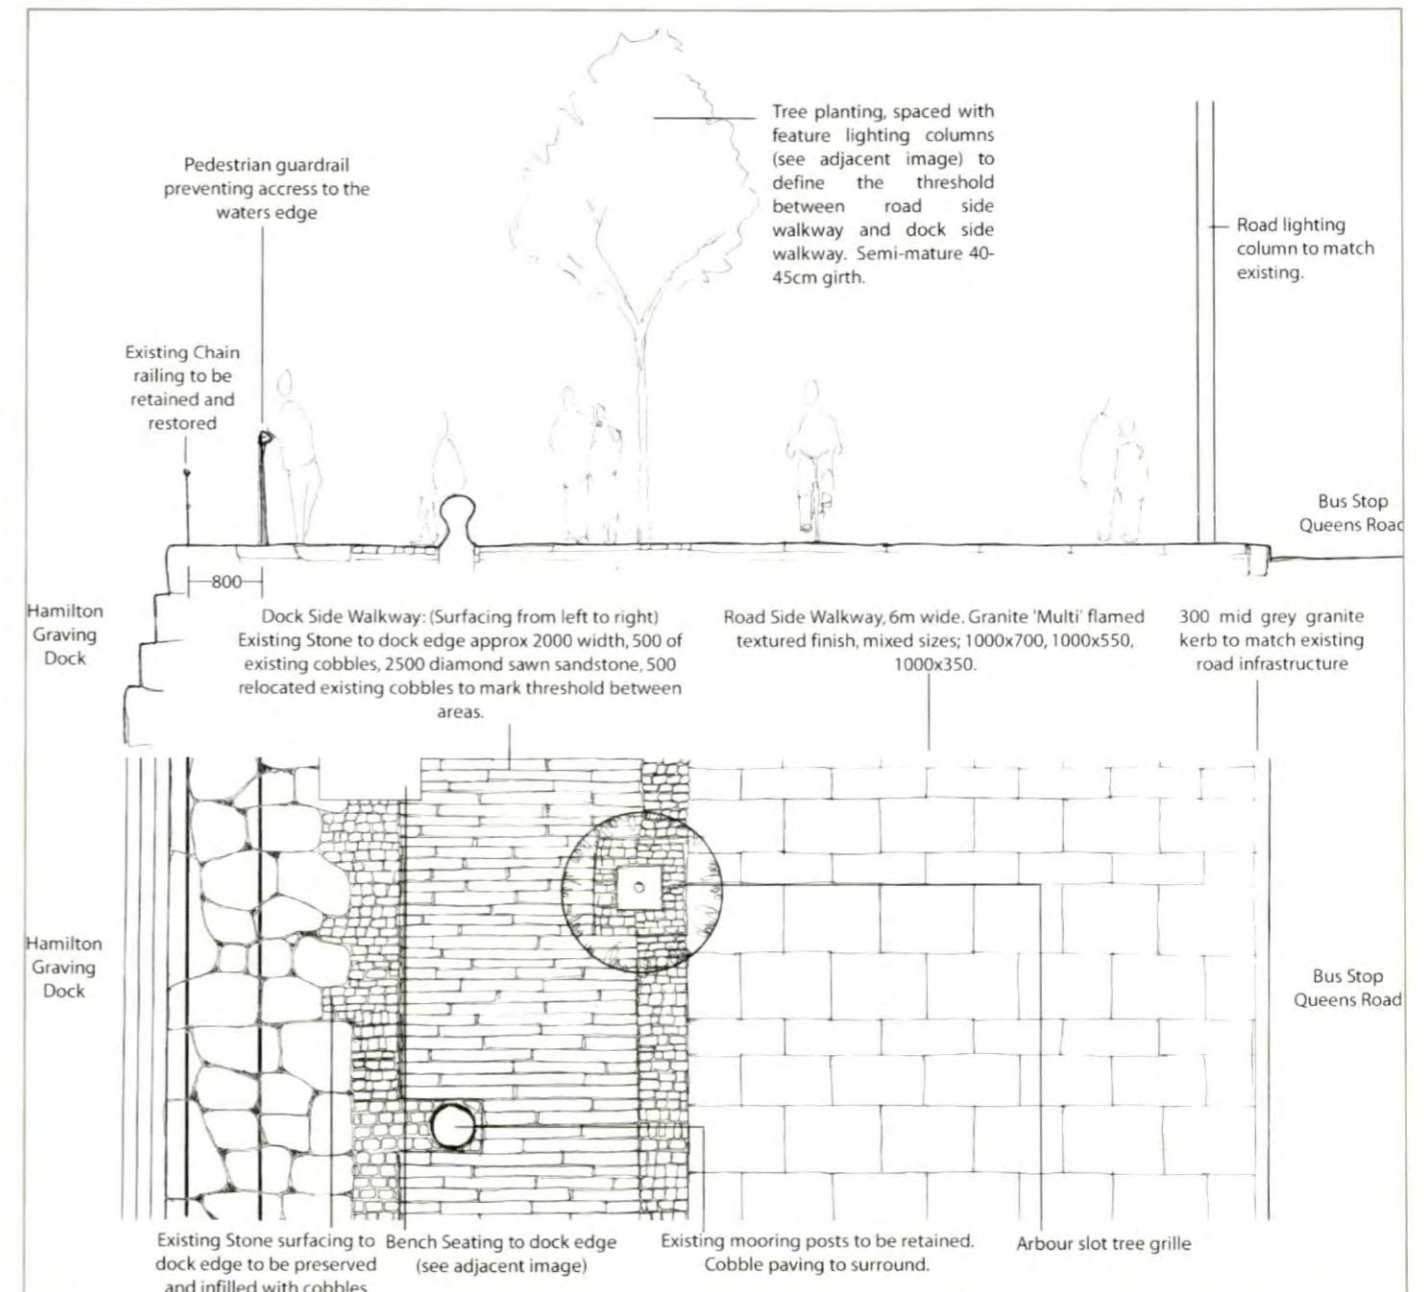 Tree planting, spaced with
feature lighting columns
(see adjacent image) to
define the threshold
between road side
walkway and dock side
walkway. Semi-mature 40-
45cm girth.
Pedestrian guardrail
preventing accress to the
waters edge
Road lighting
column to match
existing.
Existing Chain
railing to be
retained and
restored
Bus Stop
Queens Road
800
Hamilton
Graving
Dock
Dock Side Walkway: (Surfacing from left to right)
Existing Stone to dock edge approx 2000 width, 500 of
existing cobbles, 2500 diamond sawn sandstone, 500
relocated existing cobbles to mark threshold between
areas.
Road Side Walkway, 6m wide. Granite 'Multi' flamed
textured finish, mixed sizes; 1000x700, 1000x550,
1000x350.
300 mid grey granite
kerb to match existing
road infrastructure
Hamilton
Graving
Dock
Bus Stop
Queens Road
Existing Stone surfacing to
dock edge to be preserved
and infilled with cobbles
Bench Seating to dock edge
(see adjacent image)
Existing mooring posts to be retained.
Cobble paving to surround.
Arbour slot tree grille